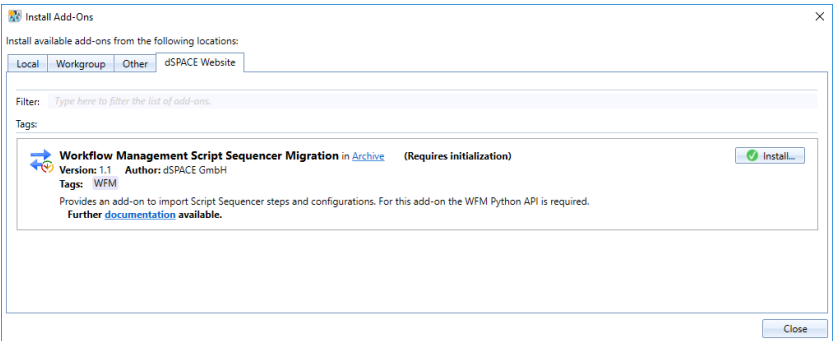 Install Add-Ons
Install available add-ons from the following locations:
Local Workgroup Other dSPACE Website
Filter: Type here to filter the list of add-ons.
Tags:
Workflow Management Script Sequencer Migration in Archive (Requires initialization) Install...
Version: 1.1 Author: dSPACE GmbH
Tags: WFM
Provides an add-on to import Script Sequencer steps and configurations. For this add-on the WFM Python API is required.
Further documentation available.
Close